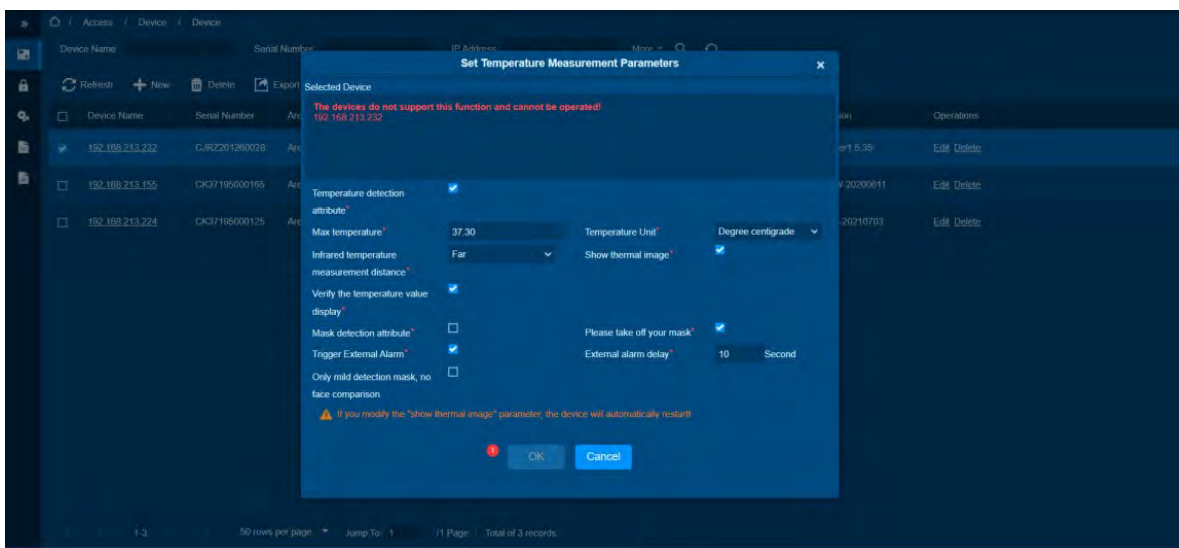 / Access / Device / Device
Device Name Serial Number IP Address More
Set Temperature Measurement Parameters ×
Refresh New Delete Export
Selected Device
The devices do not support this function and cannot be operated!
192.168.213.232
Device Name Serial Number Operations
192.168.213.232 CJRZ201260028 Edit Delete
192.168.213.155 CK37195000165 Edit Delete
192.168.213.224 CK37195000125 -20210703 Edit Delete
Temperature detection
attribute*
Max temperature* 37.30 Temperature Unit* Degree centigrade
Infrared temperature
measurement distance* Far Show thermal image*
Verify the temperature value
display*
Mask detection attribute* Please take off your mask*
Trigger External Alarm* External alarm delay* 10 Second
Only mild detection mask, no
face comparison
If you modify the "show thermal image" parameter, the device will automatically restart!
1 OK Cancel
1-3 50 rows per page Jump To 1 /1 Page Total of 3 records